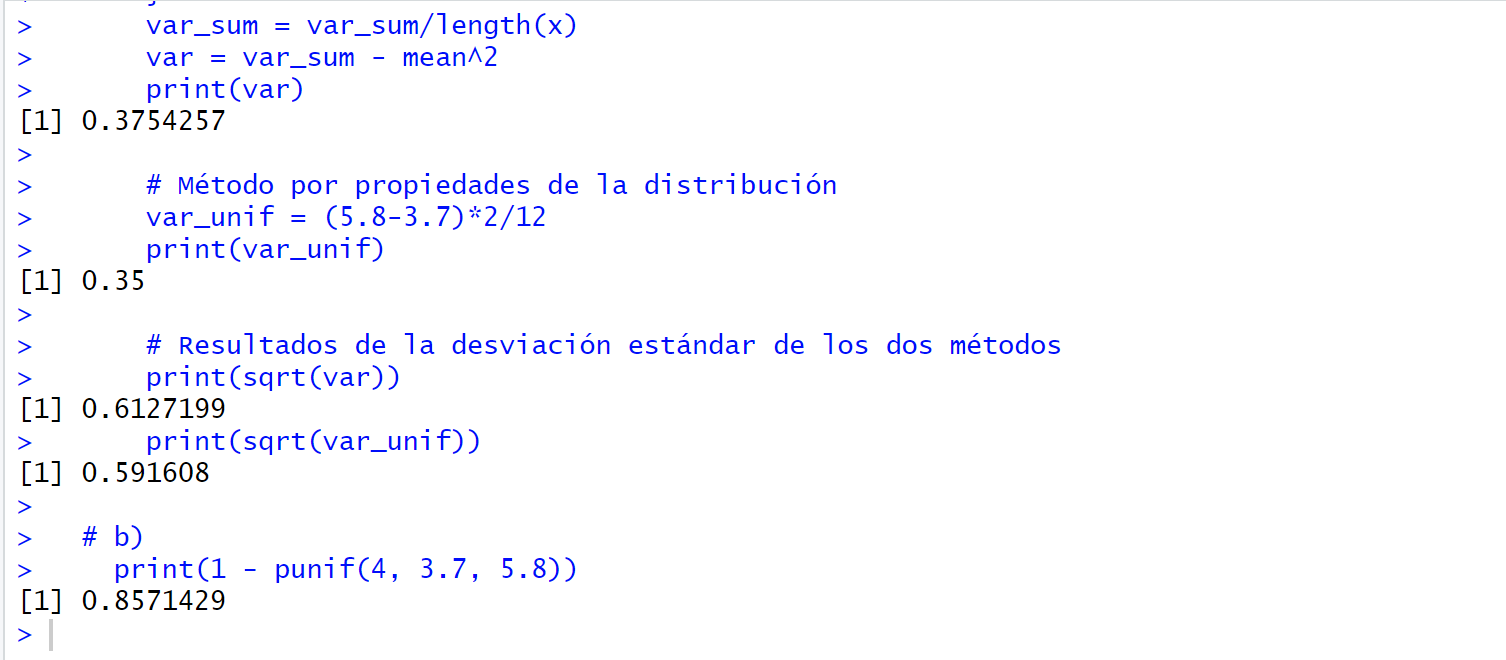 >       var_sum = var_sum/length(x)
>       var = var_sum - mean^2
>       print(var)
[1] 0.3754257
>
>       # Método por propiedades de la distribución
>       var_unif = (5.8-3.7)*2/12
>       print(var_unif)
[1] 0.35
>
>       # Resultados de la desviación estándar de los dos métodos
>       print(sqrt(var))
[1] 0.6127199
>       print(sqrt(var_unif))
[1] 0.591608
>
>   # b)
>     print(1 - punif(4, 3.7, 5.8))
[1] 0.8571429
>